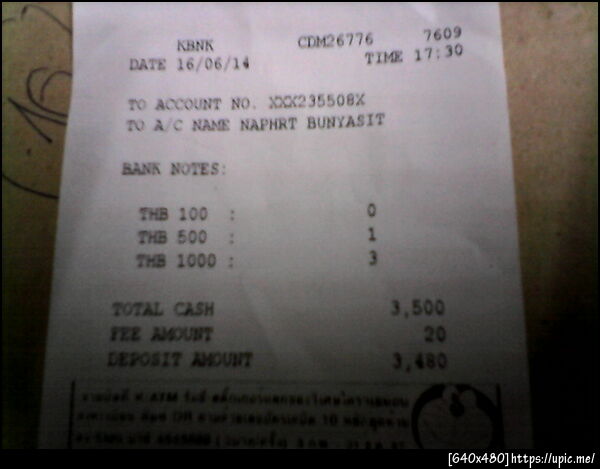 KBNK CDM26776 7609
DATE 16/06/14 TIME 17:30
TO ACCOUNT NO. XXX235508X
TO A/C NAME NAPHRT BUNYASIT
BANK NOTES:
THB 100 : 0
THB 500 : 1
THB 1000 : 3
TOTAL CASH 3,500
FEE AMOUNT 20
DEPOSIT AMOUNT 3,480
[640x480]https://upic.me/